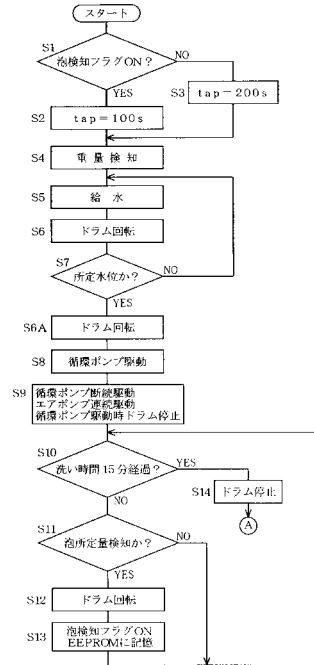 スタート
S1
泡検知フラグON？
NO
YES
S2
tap＝100s
S3
tap＝200s
S4
重量検知
S5
給 水
S6
ドラム回転
S7
所定水位か？
NO
YES
S6A
ドラム回転
S8
循環ポンプ駆動
S9
循環ポンプ断続駆動
エアポンプ連続駆動
循環ポンプ駆動時ドラム停止
S10
洗い時間15分経過？
YES
NO
S14
ドラム停止
A
S11
泡所定量検知か？
NO
YES
S12
ドラム回転
S13
泡検知フラグON
EEPROMに記憶